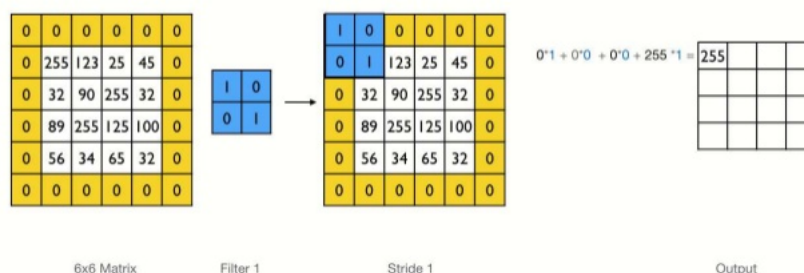 0 0 0 0 0 0
0 255 123 25 45 0
0 32 90 255 32 0
0 89 255 125 100 0
0 56 34 65 32 0
0 0 0 0 0 0
6x6 Matrix
1 0
0 1
Filter 1
1 0 0 0 0 0
0 1 123 25 45 0
0 32 90 255 32 0
0 89 255 125 100 0
0 56 34 65 32 0
0 0 0 0 0 0
Stride 1
0*1 + 0*0 + 0*0 + 255 *1 = 255
Output